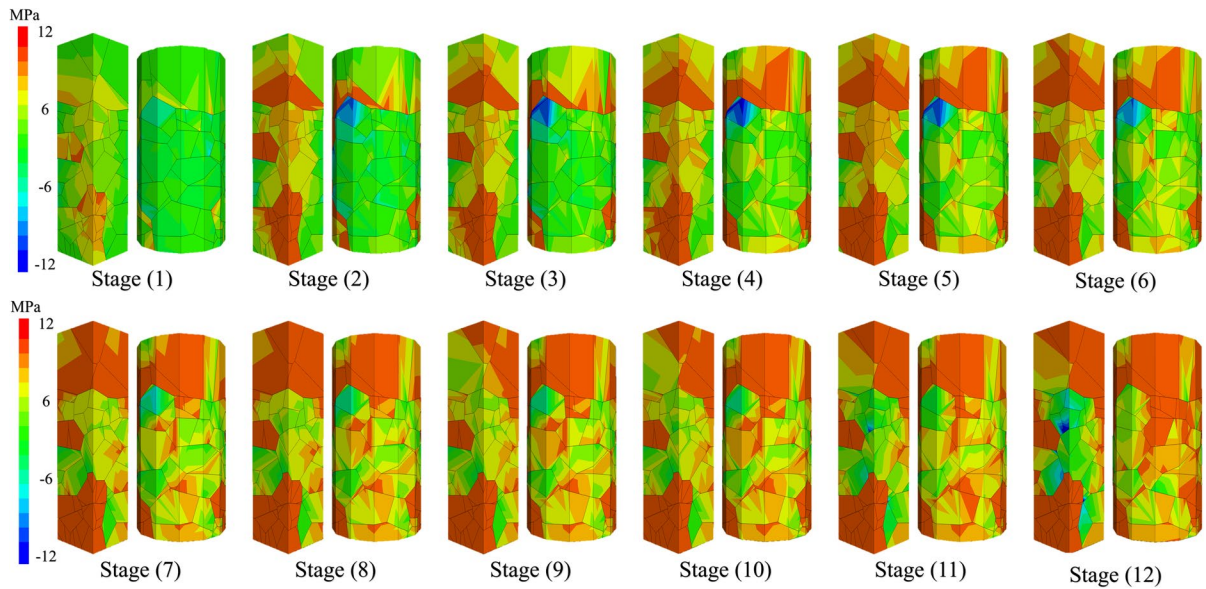 MPa
12
6
-6
-12
Stage (1)
Stage (2)
Stage (3)
Stage (4)
Stage (5)
Stage (6)
MPa
12
6
-6
-12
Stage (7)
Stage (8)
Stage (9)
Stage (10)
Stage (11)
Stage (12)